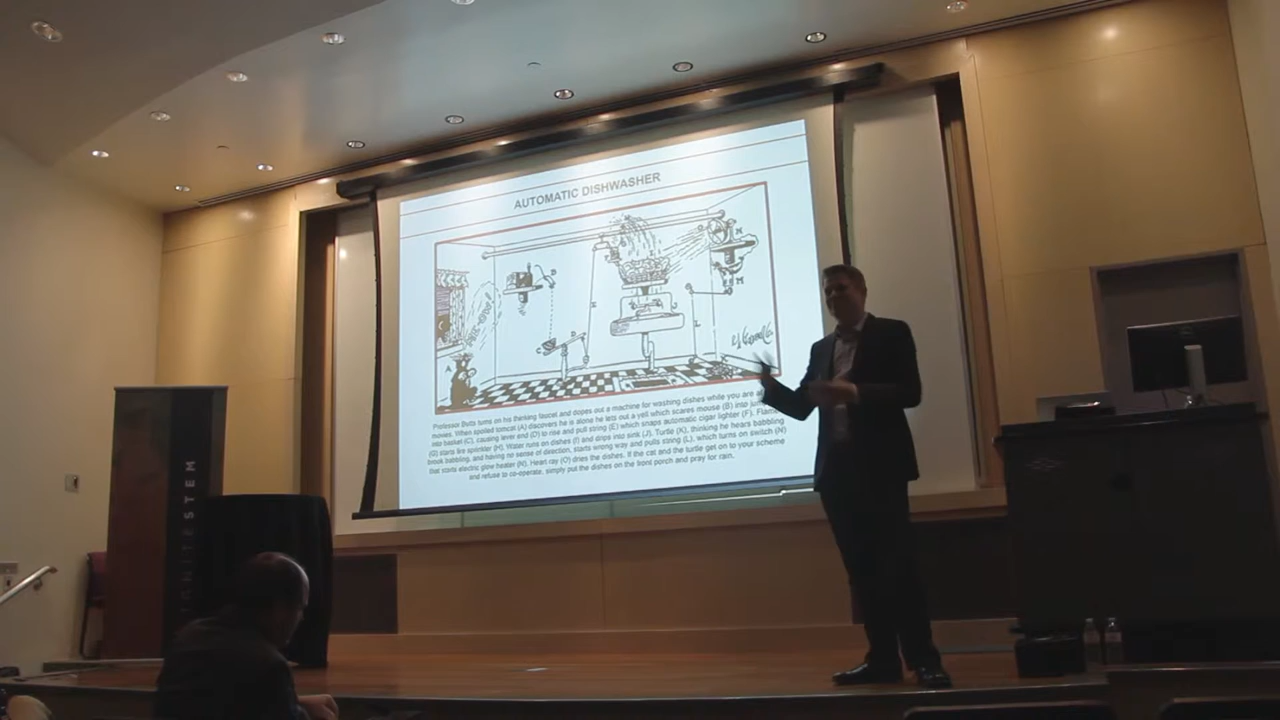 AUTOMATIC DISHWASHER
Professor Butts turns on his thinking faucet and dopes out a machine for washing dishes while you are at
movies. When spoiled tomcat (A) discovers he is alone he lets out a yell which scares mouse (B) into
into basket (C), causing lever end (D) to rise and pull string (E) which snaps automatic cigar lighter (F). Flame
(G) starts fire sprinkler (H). Water runs on dishes (I) and drips into sink (J). Turtle (K), thinking he hears babbling
brook babbling, and having no sense of direction, starts wrong way and pulls string (L), which turns on switch (M)
that starts electric glow heater (N). Heart ray (O) dries the dishes. If the cat and the turtle get on to your scheme
and refuse to co-operate, simply put the dishes on the front porch and pray for rain.
IGNITE STEM